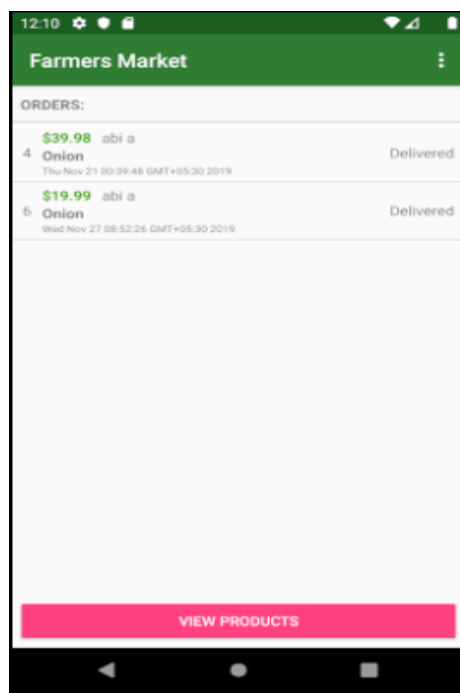 12:10
Farmers Market
ORDERS:
$39.98 abi a
4 Onion Delivered
Thu Nov 21 00:39:48 GMT+05:30 2019
$19.99 abi a
6 Onion Delivered
Wed Nov 27 08:52:26 GMT+05:30 2019
VIEW PRODUCTS